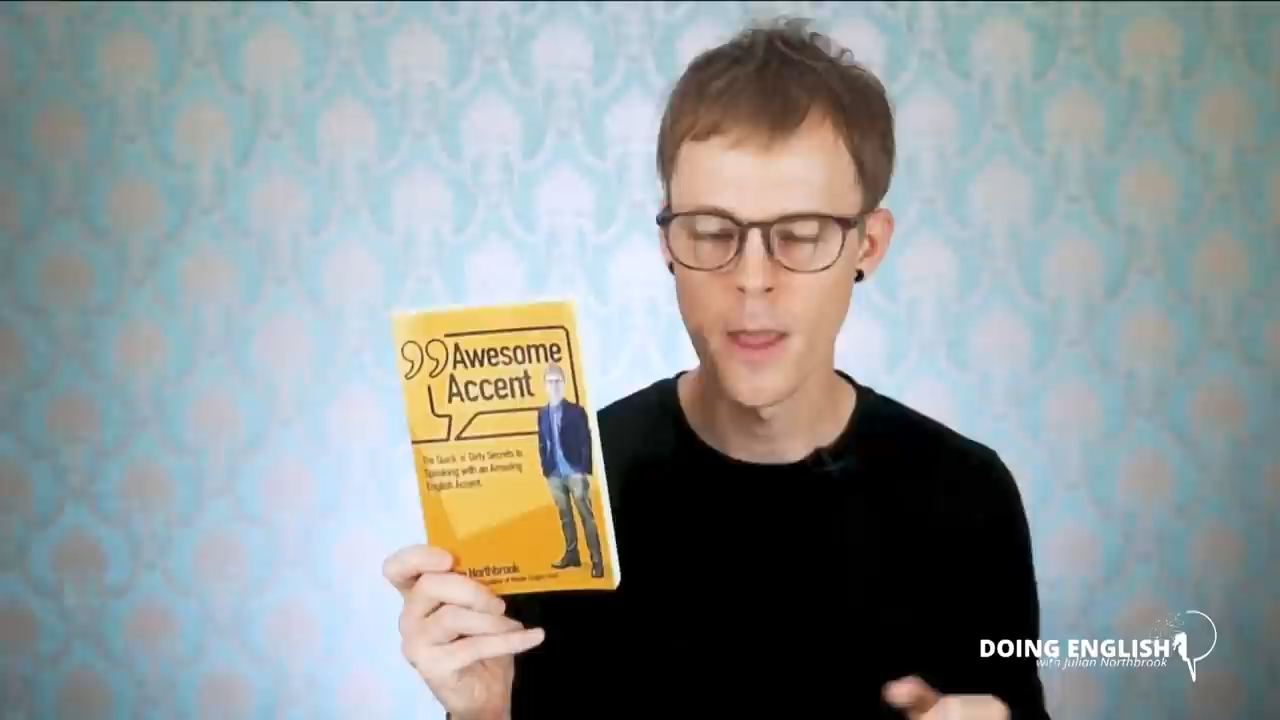 Awesome
Accent
The Quick 'n' Dirty Secrets to
Speaking with an Amazing
English Accent.
Northbrook
DOING ENGLISH
with Julian Northbrook